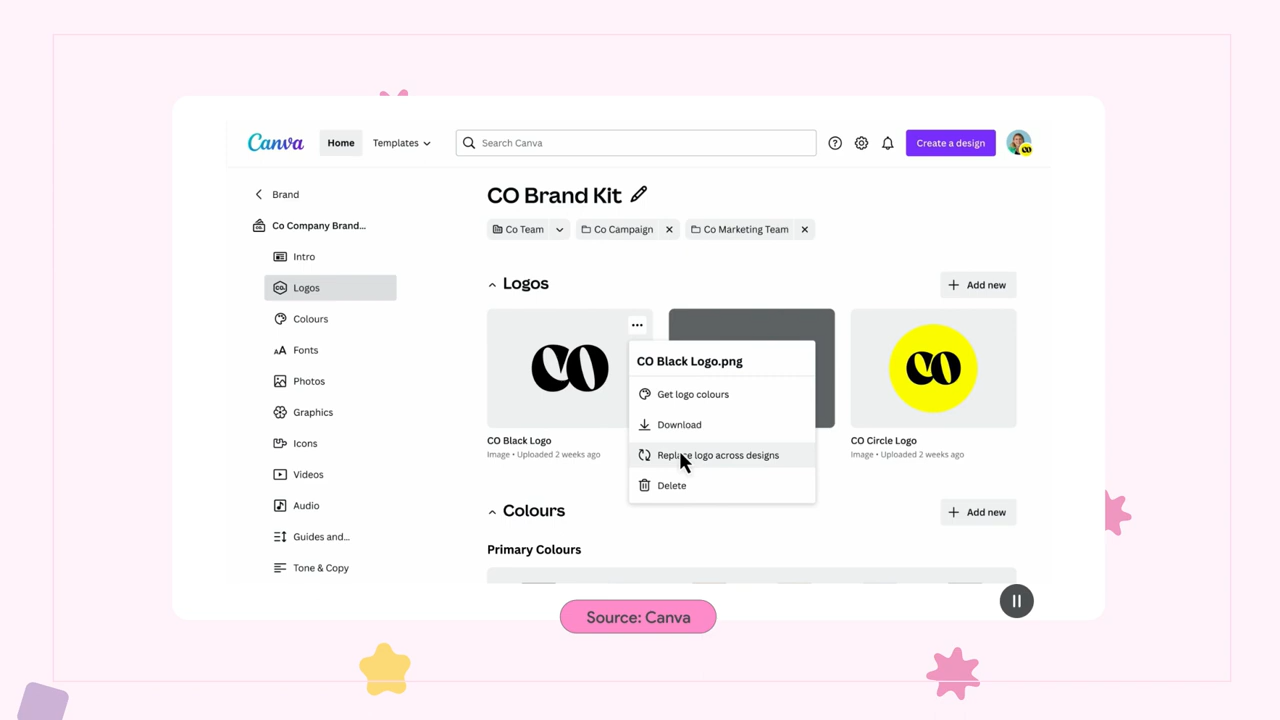 Canva
Home
Templates
Search Canva
Create a design
Brand
Co Company Brand...
Intro
Logos
Colours
Fonts
Photos
Graphics
Icons
Videos
Audio
Guides and...
Tone & Copy
CO Brand Kit
Co Team
Co Campaign
Co Marketing Team
Logos
Add new
CO
CO Black Logo
Image • Uploaded 2 weeks ago
CO Black Logo.png
Get logo colours
Download
Replace logo across designs
Delete
CO
CO Circle Logo
Image • Uploaded 2 weeks ago
Colours
Add new
Primary Colours
Source: Canva